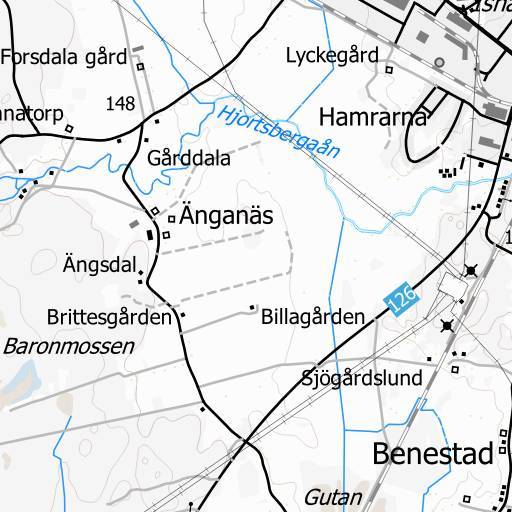 Forsdala gård
Lyckegård
148
Hjortsbergaån
Hamrarna
Gårddala
Änganäs
Ängsdal
126
Brittesgården
Billagården
Baronmossen
Sjögårdslund
Benestad
Gutan